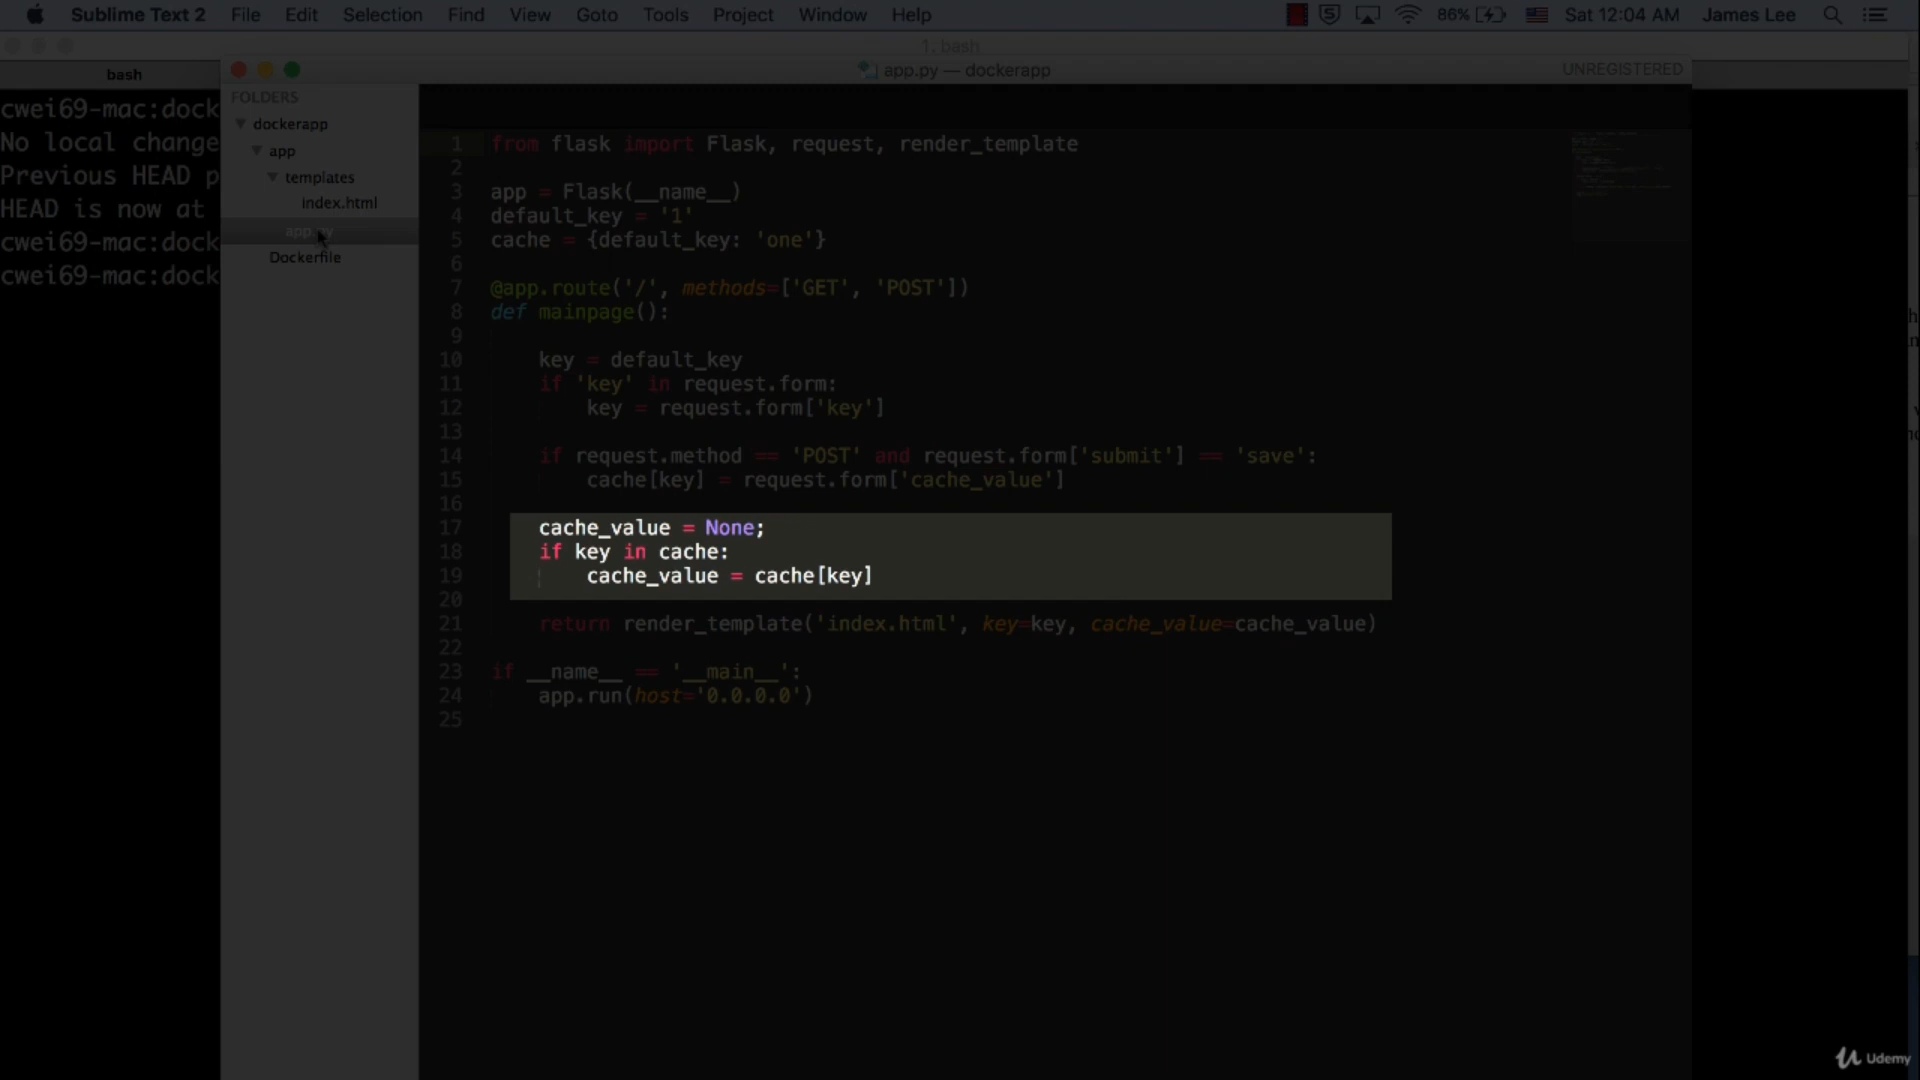 Sublime Text 2 File Edit Selection Find View Goto Tools Project Window Help 86% Sat 12:04 AM James Lee
1. bash
bash
app.py — dockerapp
UNREGISTERED
cwei69-mac:dock
No local change
Previous HEAD p
HEAD is now at
cwei69-mac:dock
cwei69-mac:dock
FOLDERS
dockerapp
app
templates
index.html
app.py
Dockerfile
1 from flask import Flask, request, render_template
2
3 app = Flask(__name__)
4 default_key = '1'
5 cache = {default_key: 'one'}
6
7 @app.route('/', methods=['GET', 'POST'])
8 def mainpage():
9
10 key = default_key
11 if 'key' in request.form:
12 key = request.form['key']
13
14 if request.method == 'POST' and request.form['submit'] == 'save':
15 cache[key] = request.form['cache_value']
16
17 cache_value = None;
18 if key in cache:
19 cache_value = cache[key]
20
21 return render_template('index.html', key=key, cache_value=cache_value)
22
23 if __name__ == '__main__':
24 app.run(host='0.0.0.0')
25
Udemy